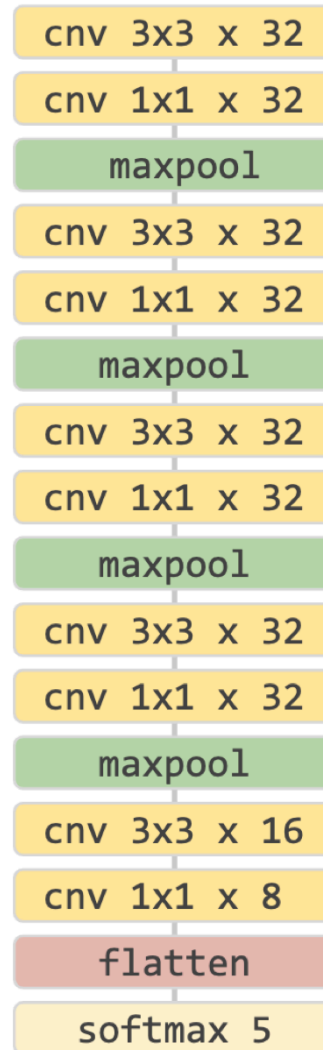 cnv 3x3 x 32
cnv 1x1 x 32
maxpool
cnv 3x3 x 32
cnv 1x1 x 32
maxpool
cnv 3x3 x 32
cnv 1x1 x 32
maxpool
cnv 3x3 x 32
cnv 1x1 x 32
maxpool
cnv 3x3 x 16
cnv 1x1 x 8
flatten
softmax 5